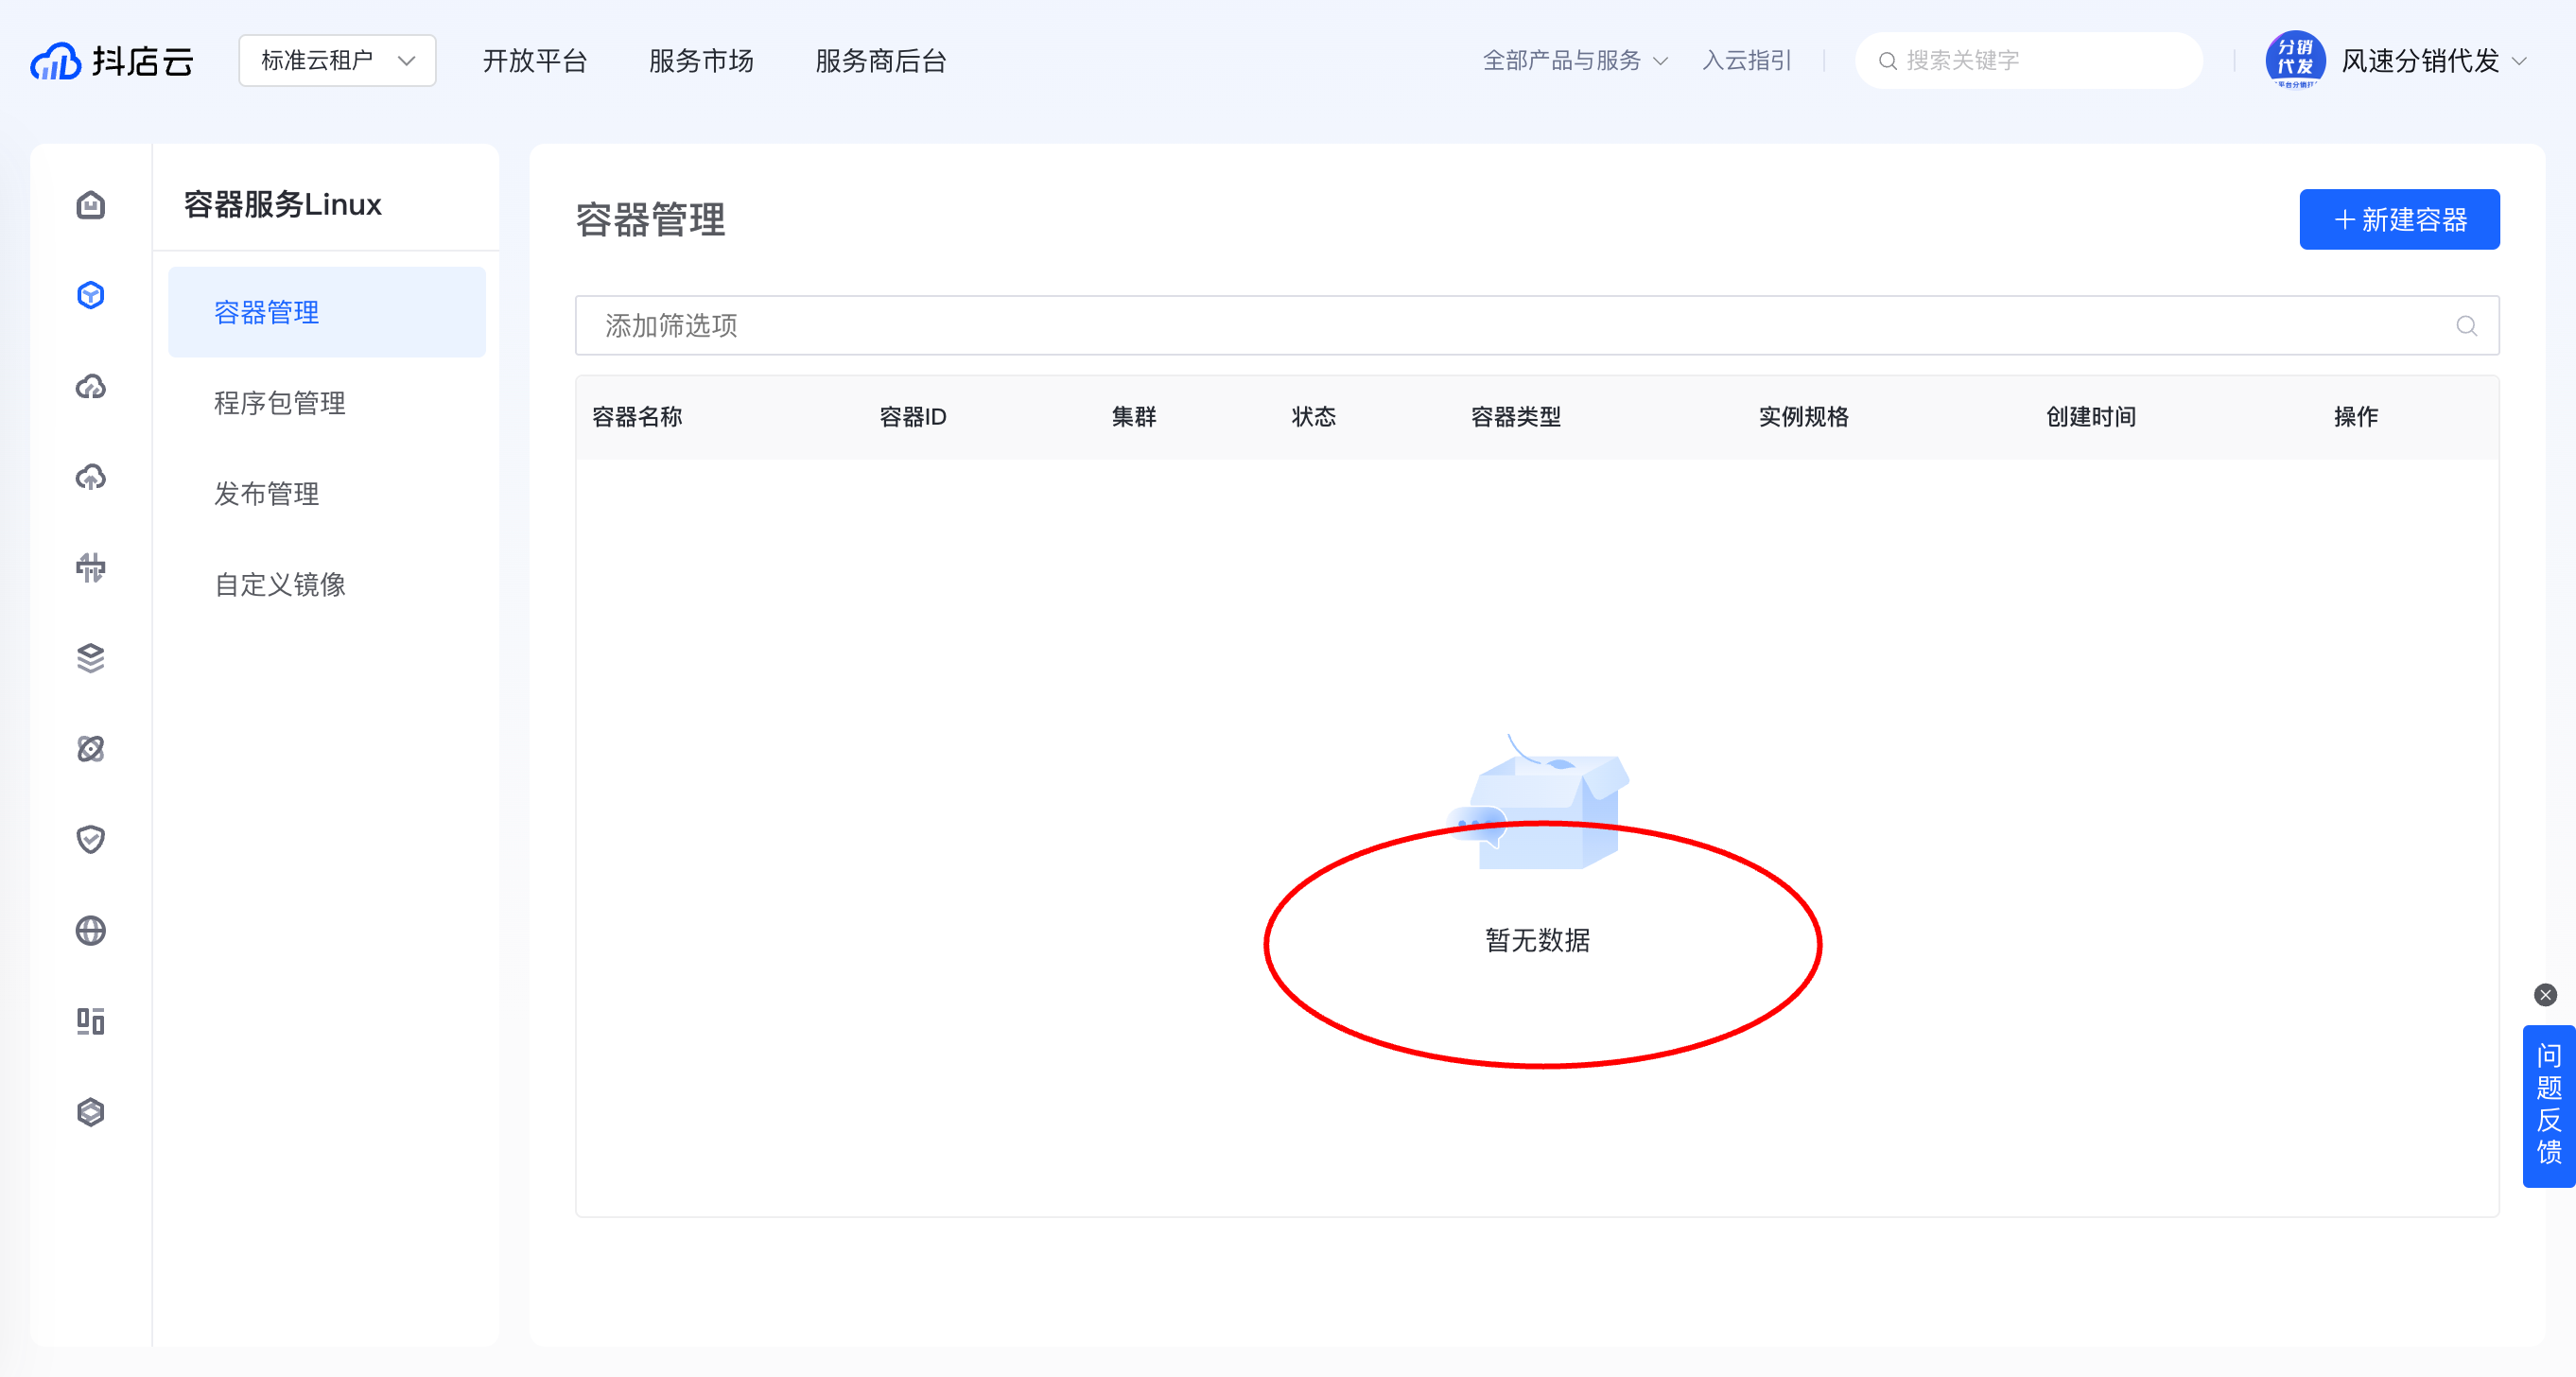 抖店云
标准云租户
开放平台
服务市场
服务商后台
全部产品与服务
入云指引
搜索关键字
分销
代发
风速分销代发
容器服务Linux
容器管理
程序包管理
发布管理
自定义镜像
容器管理
+ 新建容器
添加筛选项
容器名称 容器ID 集群 状态 容器类型 实例规格 创建时间 操作
暂无数据
问题反馈